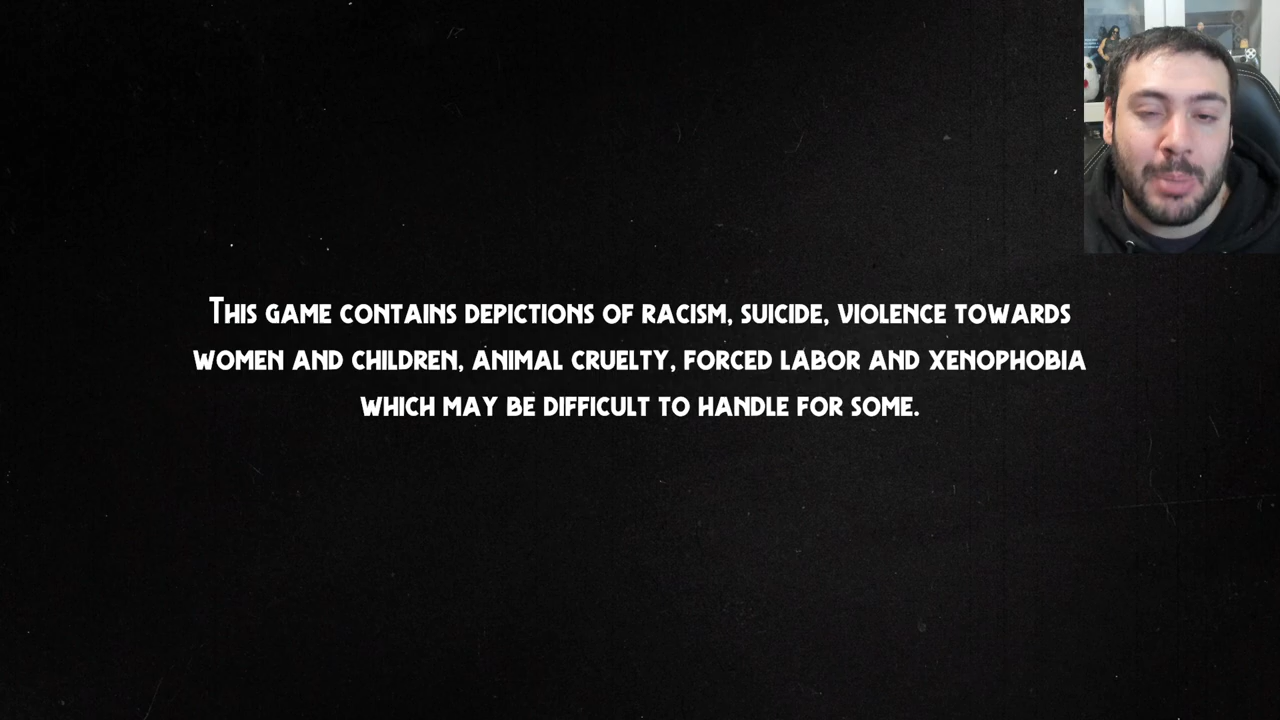 This game contains depictions of racism, suicide, violence towards
women and children, animal cruelty, forced labor and xenophobia
which may be difficult to handle for some.